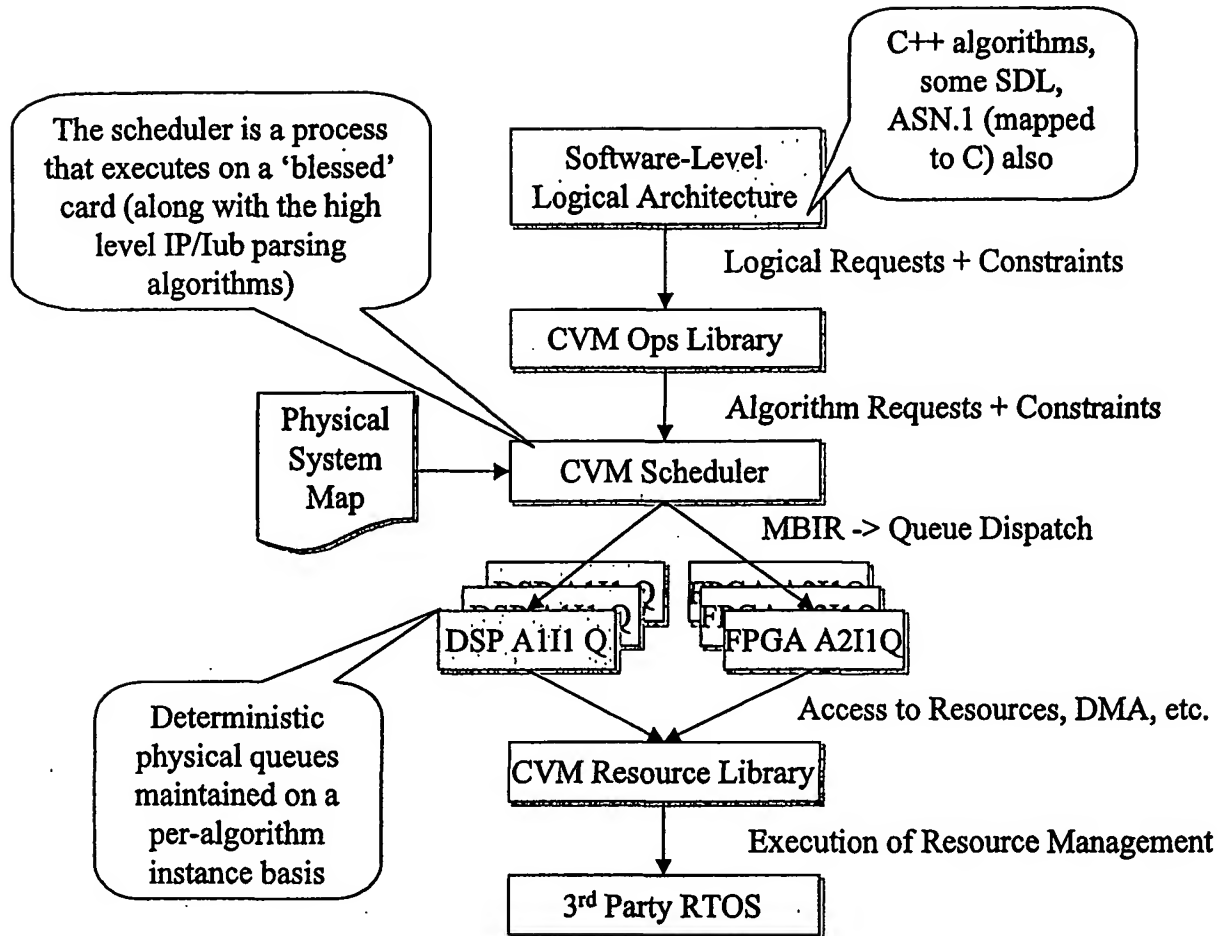 C++ algorithms,
some SDL,
ASN.1 (mapped
to C) also
The scheduler is a process
that executes on a ‘blessed’
card (along with the high
level IP/Iub parsing
algorithms)
Software-Level
Logical Architecture
Logical Requests + Constraints
CVM Ops Library
Algorithm Requests + Constraints
Physical
System
Map
CVM Scheduler
MBIR -> Queue Dispatch
DSP A1I1 Q
FPGA A2I1Q
Access to Resources, DMA, etc.
Deterministic
physical queues
maintained on a
per-algorithm
instance basis
CVM Resource Library
Execution of Resource Management
3rd Party RTOS